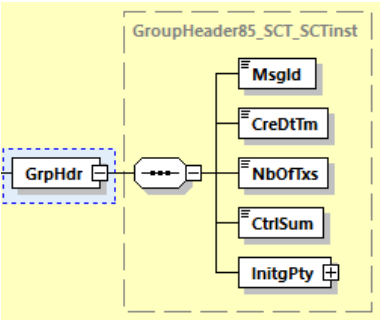 GroupHeader85_SCT_SCTinst
MsgId
CreDtTm
GrpHdr
NbOfTxs
CtrlSum
InitgPty